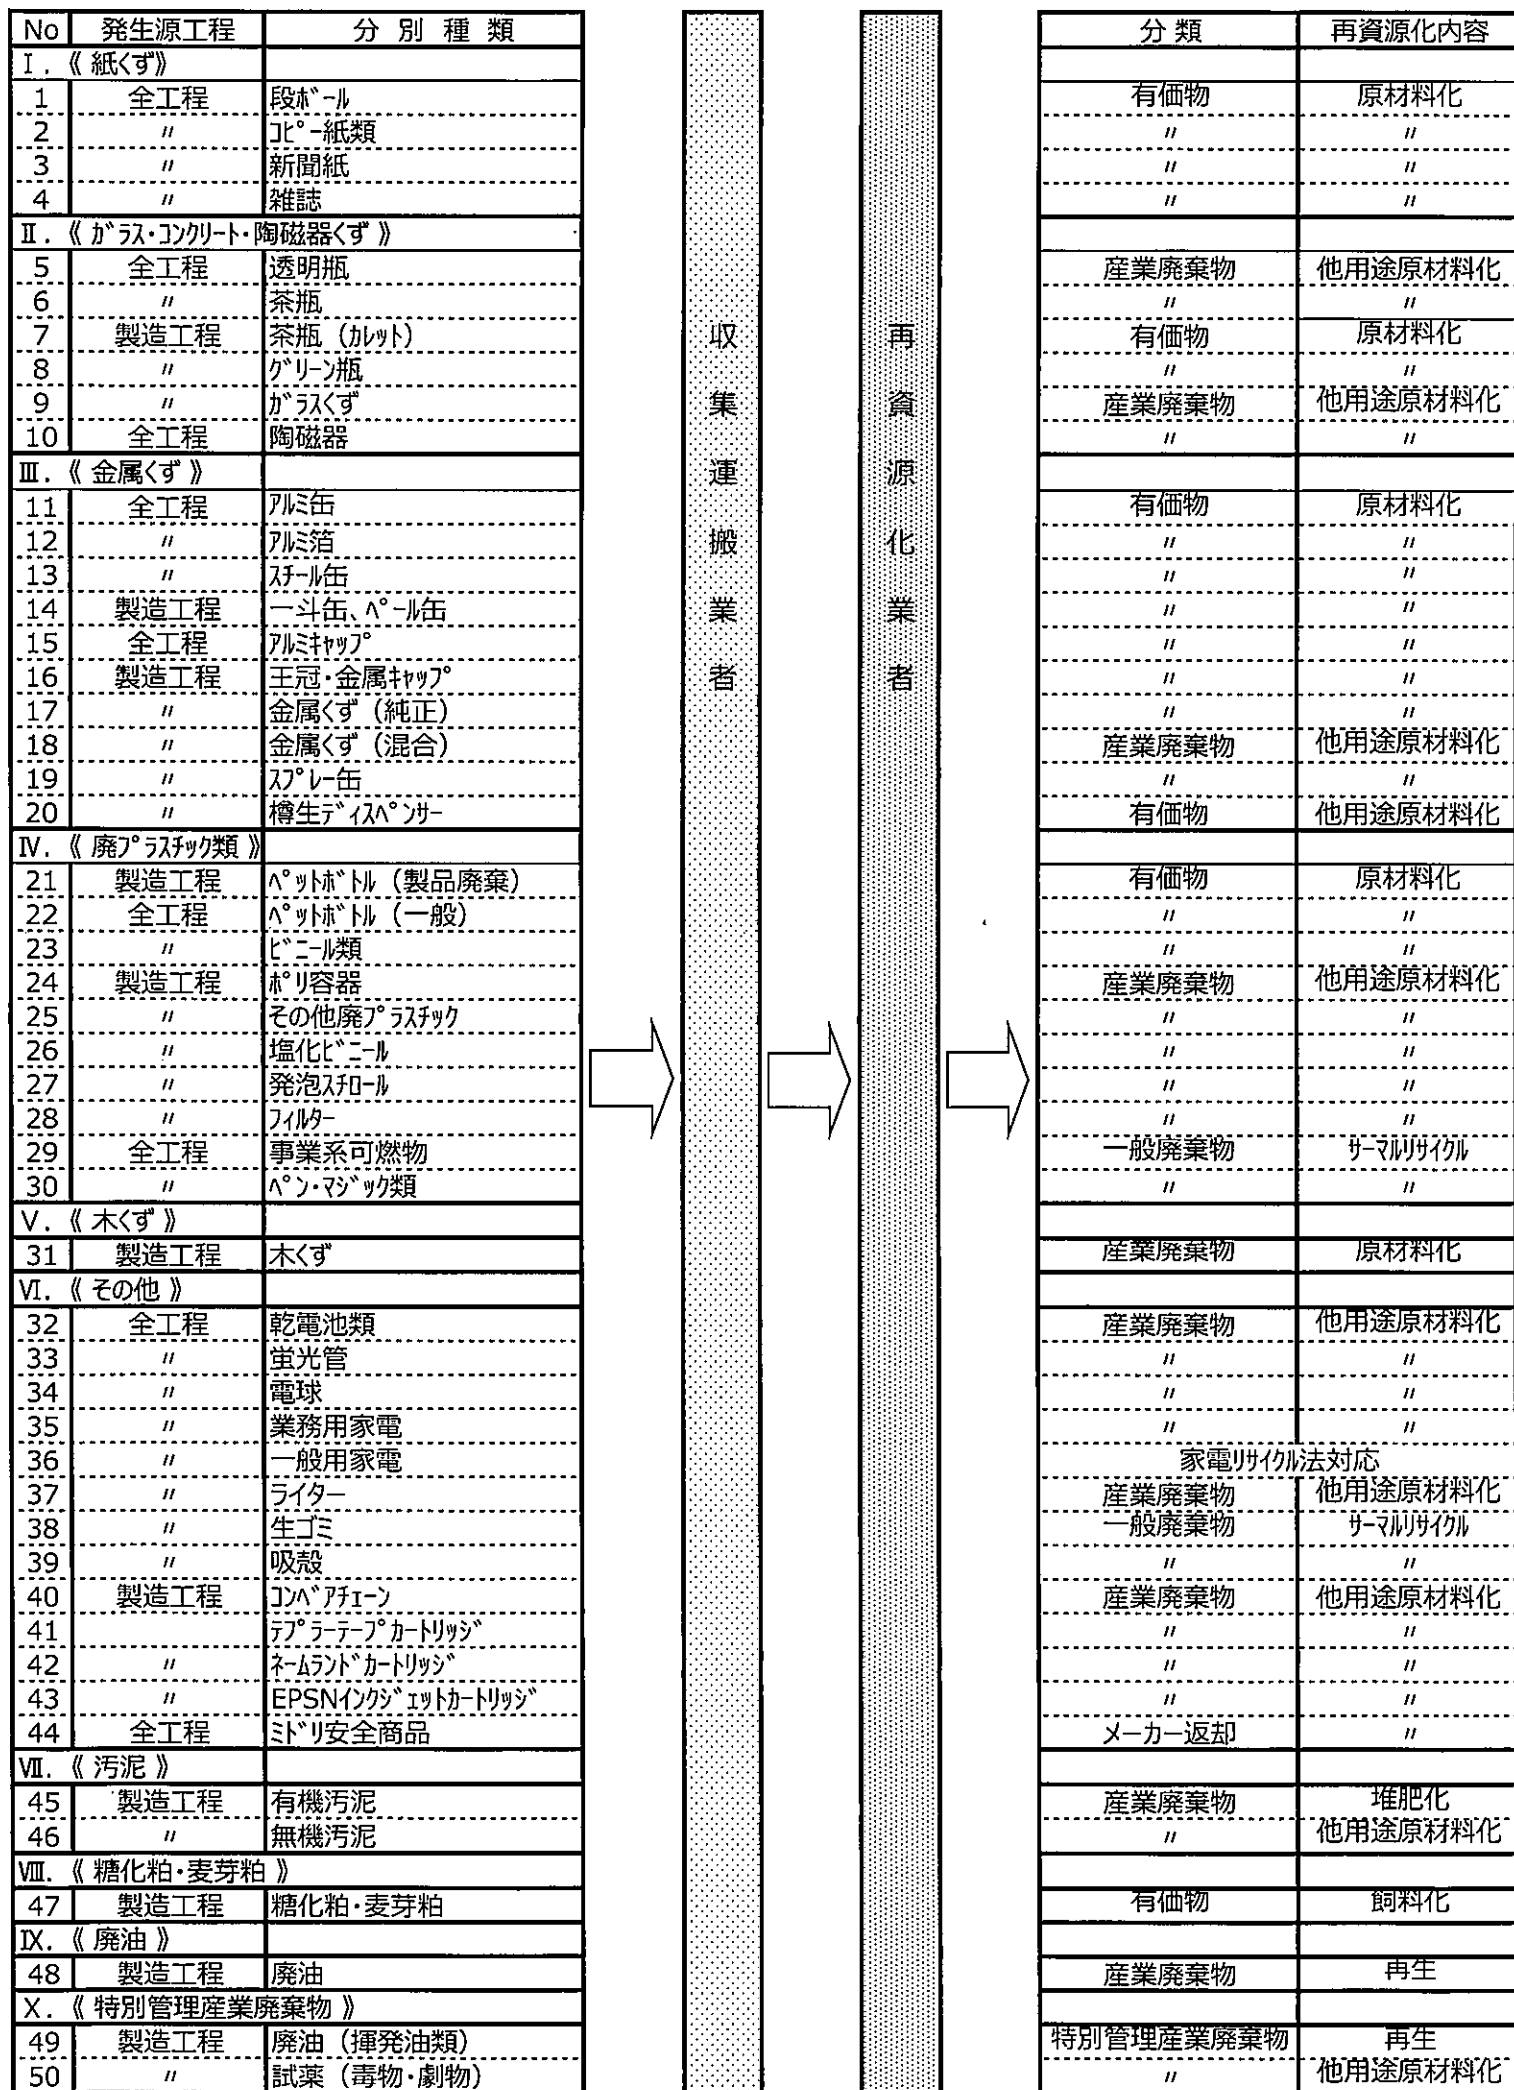 No 発生源工程 分別種類 分類 再資源化内容
Ⅰ.《紙くず》
1 全工程 段ﾎﾞｰﾙ 有価物 原材料化
2 〃 ｺﾋﾟｰ紙類 〃 〃
3 〃 新聞紙 〃 〃
4 〃 雑誌 〃 〃
Ⅱ.《ｶﾞﾗｽ・ｺﾝｸﾘｰﾄ・陶磁器くず》
5 全工程 透明瓶 産業廃棄物 他用途原材料化
6 〃 茶瓶 〃 〃
7 製造工程 茶瓶（ｶﾚｯﾄ） 有価物 原材料化
8 〃 ｸﾞﾘｰﾝ瓶 〃 〃
9 〃 ｶﾞﾗｽくず 産業廃棄物 他用途原材料化
10 全工程 陶磁器 〃 〃
Ⅲ.《金属くず》
11 全工程 ｱﾙﾐ缶 有価物 原材料化
12 〃 ｱﾙﾐ箔 〃 〃
13 〃 ｽﾁｰﾙ缶 〃 〃
14 製造工程 一斗缶、ﾍﾟｰﾙ缶 〃 〃
15 全工程 ｱﾙﾐｷｬｯﾌﾟ 〃 〃
16 製造工程 王冠・金属ｷｬｯﾌﾟ 〃 〃
17 〃 金属くず（純正） 〃 〃
18 〃 金属くず（混合） 産業廃棄物 他用途原材料化
19 〃 ｽﾌﾟﾚｰ缶 〃 〃
20 〃 樽生ﾃﾞｨｽﾍﾟﾝｻｰ 有価物 他用途原材料化
Ⅳ.《廃ﾌﾟﾗｽﾁｯｸ類》
21 製造工程 ﾍﾟｯﾄﾎﾞﾄﾙ（製品廃棄） 有価物 原材料化
22 全工程 ﾍﾟｯﾄﾎﾞﾄﾙ（一般） 〃 〃
23 〃 ﾋﾞﾆｰﾙ類 〃 〃
24 製造工程 ﾎﾟﾘ容器 産業廃棄物 他用途原材料化
25 〃 その他廃ﾌﾟﾗｽﾁｯｸ 〃 〃
26 〃 塩化ﾋﾞﾆｰﾙ 〃 〃
27 〃 発泡ｽﾁﾛｰﾙ 〃 〃
28 〃 ﾌｨﾙﾀｰ 〃 〃
29 全工程 事業系可燃物 一般廃棄物 ｻｰﾏﾙﾘｻｲｸﾙ
30 〃 ﾍﾟﾝ・ﾏｼﾞｯｸ類 〃 〃
Ⅴ.《木くず》
31 製造工程 木くず 産業廃棄物 原材料化
Ⅵ.《その他》
32 全工程 乾電池類 産業廃棄物 他用途原材料化
33 〃 蛍光管 〃 〃
34 〃 電球 〃 〃
35 〃 業務用家電 〃 〃
36 〃 一般用家電 家電ﾘｻｲｸﾙ法対応
37 〃 ライター 産業廃棄物 他用途原材料化
38 〃 生ゴミ 一般廃棄物 ｻｰﾏﾙﾘｻｲｸﾙ
39 〃 吸殻 〃 〃
40 製造工程 ｺﾝﾍﾞｱﾁｪｰﾝ 産業廃棄物 他用途原材料化
41 ﾃﾌﾟﾗｰﾃｰﾌﾟｶｰﾄﾘｯｼﾞ 〃 〃
42 〃 ﾈｰﾑﾗﾝﾄﾞｶｰﾄﾘｯｼﾞ 〃 〃
43 〃 EPSNｲﾝｸｼﾞｪｯﾄｶｰﾄﾘｯｼﾞ 〃 〃
44 全工程 ﾐﾄﾞﾘ安全商品 メーカー返却 〃
Ⅶ.《汚泥》
45 製造工程 有機汚泥 産業廃棄物 堆肥化
46 〃 無機汚泥 〃 他用途原材料化
Ⅷ.《糖化粕・麦芽粕》
47 製造工程 糖化粕・麦芽粕 有価物 飼料化
Ⅸ.《廃油》
48 製造工程 廃油 産業廃棄物 再生
Ⅹ.《特別管理産業廃棄物》
49 製造工程 廃油（揮発油類） 特別管理産業廃棄物 再生
50 〃 試薬（毒物・劇物） 〃 他用途原材料化
収集運搬業者
再資源化業者